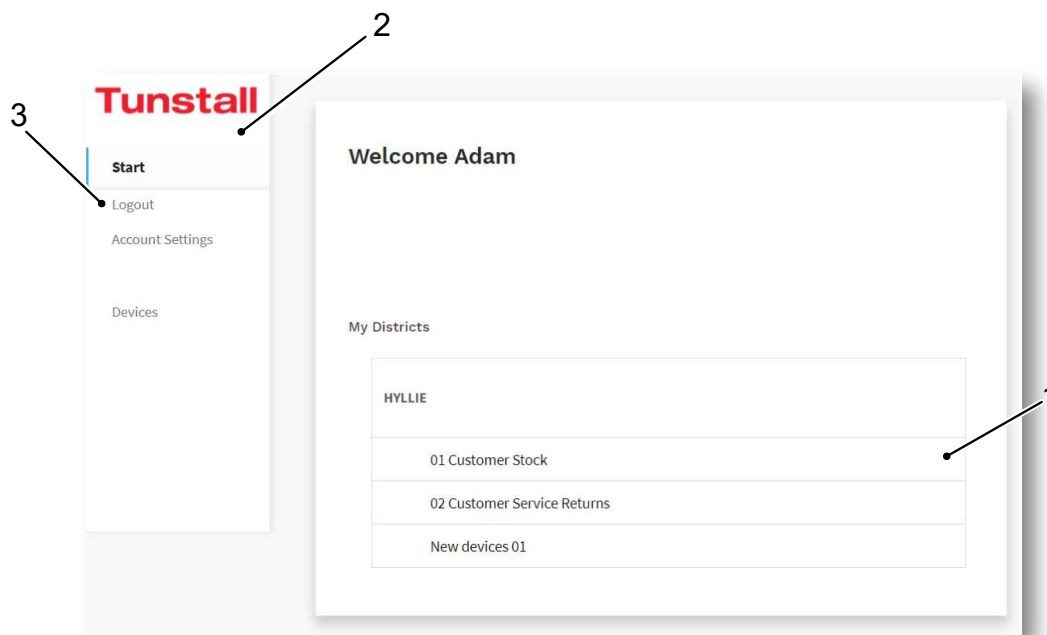 2
Tunstall
3
Start
Logout
Account Settings
Devices
Welcome Adam
My Districts
HYLLIE
01 Customer Stock
02 Customer Service Returns
New devices 01